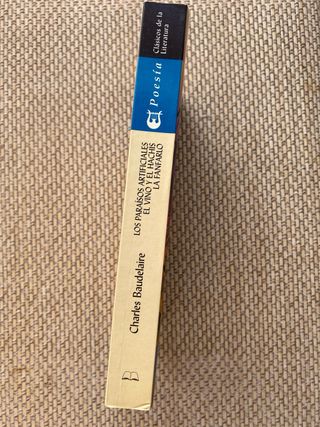 Clásicos de la
Literatura
Poesía
LOS PARAÍSOS ARTIFICIALES
EL VINO Y EL HACHÍS
LA FANFARLO
Charles Baudelaire